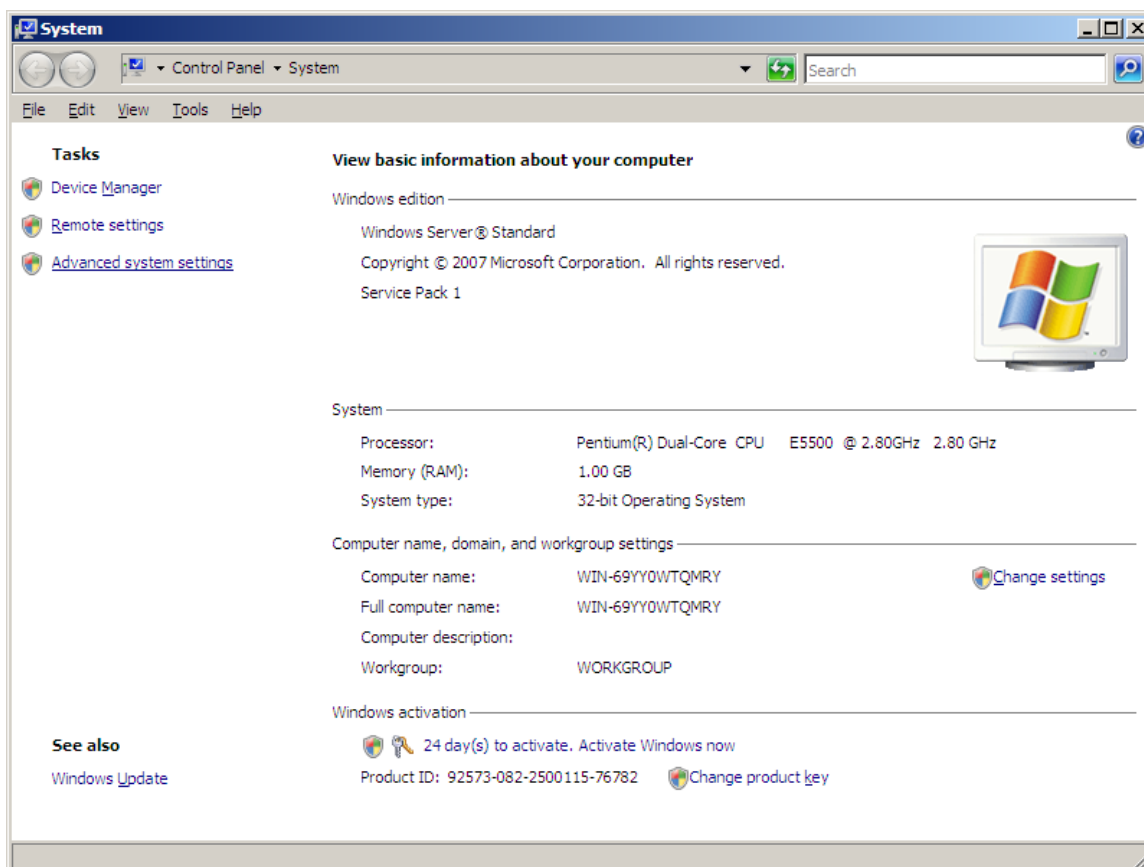 System
Control Panel System
Search
File Edit View Tools Help
Tasks
Device Manager
Remote settings
Advanced system settings
View basic information about your computer
Windows edition
Windows Server® Standard
Copyright © 2007 Microsoft Corporation. All rights reserved.
Service Pack 1
System
Processor: Pentium(R) Dual-Core CPU E5500 @ 2.80GHz 2.80 GHz
Memory (RAM): 1.00 GB
System type: 32-bit Operating System
Computer name, domain, and workgroup settings
Computer name: WIN-69YY0WTQMRY Change settings
Full computer name: WIN-69YY0WTQMRY
Computer description:
Workgroup: WORKGROUP
Windows activation
24 day(s) to activate. Activate Windows now
Product ID: 92573-082-2500115-76782 Change product key
See also
Windows Update